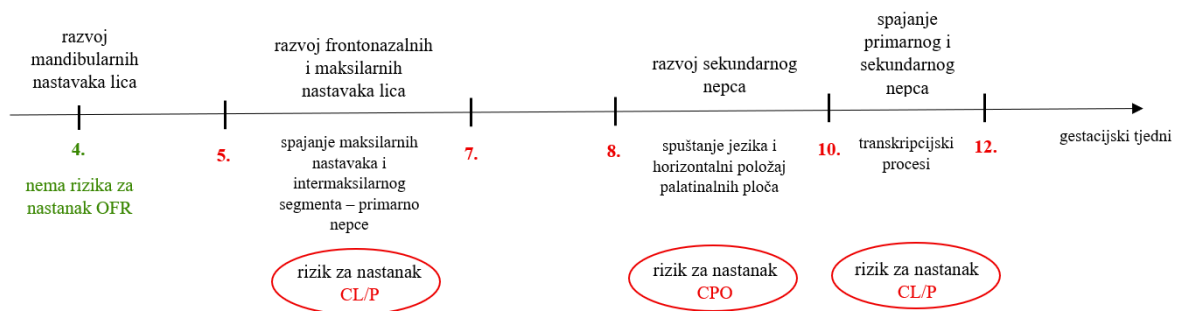 razvoj
mandibularnih
nastavaka lica
razvoj frontonazalnih
i maksilarnih
nastavaka lica
razvoj sekundarnog
nepca
spajanje
primarnog i
sekundarnog
nepca
4.
5.
7.
8.
10.
12.
gestacijski tjedni
nema rizika za
nastanak OFR
spajanje maksilarnih
nastavaka i
intermaksilarnog
segmenta – primarno
nepce
spuštanje jezika i
horizontalni položaj
palatinalnih ploča
transkripcijski
procesi
rizik za nastanak
CL/P
rizik za nastanak
CPO
rizik za nastanak
CL/P